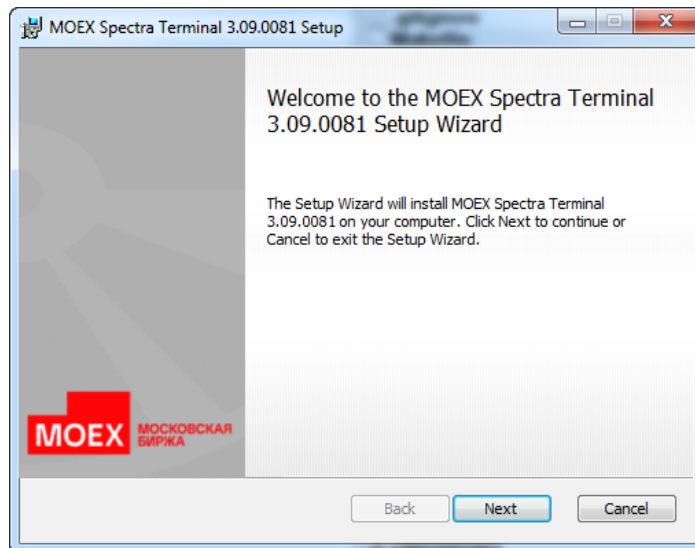 MOEX Spectra Terminal 3.09.0081 Setup
Welcome to the MOEX Spectra Terminal
3.09.0081 Setup Wizard
The Setup Wizard will install MOEX Spectra Terminal
3.09.0081 on your computer. Click Next to continue or
Cancel to exit the Setup Wizard.
MOEX
МОСКОВСКАЯ
БИРЖА
Back
Next
Cancel